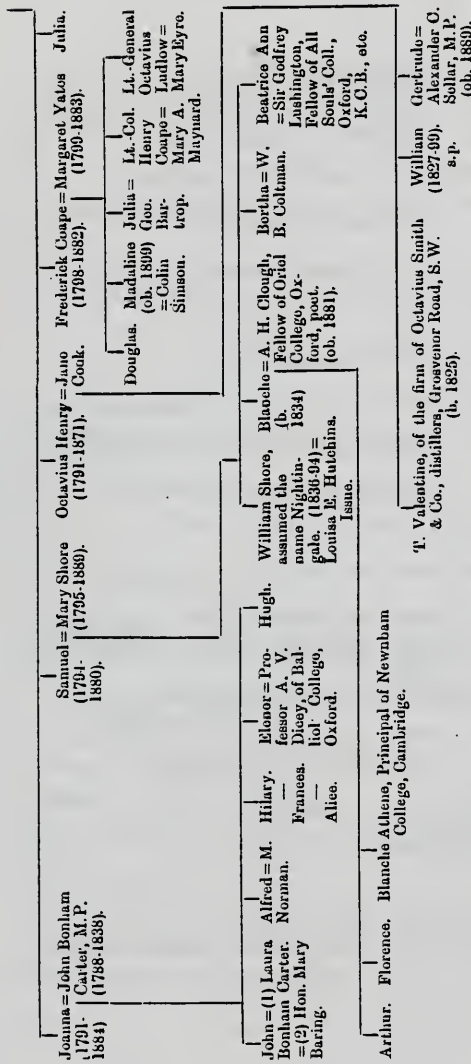 Joanna = John Bonham
(1791-
1884)
Carter, M.P.
(1788-1838).
Samuel = Mary Shore
(1794-
1880).
(1795-1889).
Octavius Henry = Jane
(1791-1871).
Cook.
Frederick Coape = Margaret Yates
(1798-1882).
(1799-1883).
Julia.
Douglas.
Madaline
(ob. 1899)
= Colin
Simson.
Julia =
Geo.
Bar-
trop.
Lt.-Col.
Henry
Coape =
Mary A.
Maynard.
Lt.-General
Octavius
Ludlow =
Mary Eyre.
John = (1) Laura
Bonham Carter.
= (2) Hon. Mary
Baring.
Alfred = M.
Norman.
Hilary.
—
Frances.
—
Alice.
Elonor = Pro-
fessor A. V.
Dicey, of Bal-
liol College,
Oxford.
Hugh.
William Shore,
assumed the
name Nightin-
gale. (1836-94) =
Louisa E. Hutchins.
Issue.
Blanche = A. H. Clough,
(b.
1834)
Fellow of Oriel
College, Ox-
ford, poet.
(ob. 1881).
Bertha = W.
B. Coltman.
Beatrice Ann
= Sir Godfrey
Lushington,
Fellow of All
Souls' Coll.,
Oxford,
K.C.B., etc.
Arthur.
Florence.
Blanche Athene, Principal of Newnham
College, Cambridge.
T. Valentine, of the firm of Octavius Smith
& Co., distillers, Grosvenor Road, S.W.
(b. 1825).
William
(1827-99).
s.p.
Gertrude =
Alexander C.
Sellar, M.P.
(ob. 1889).